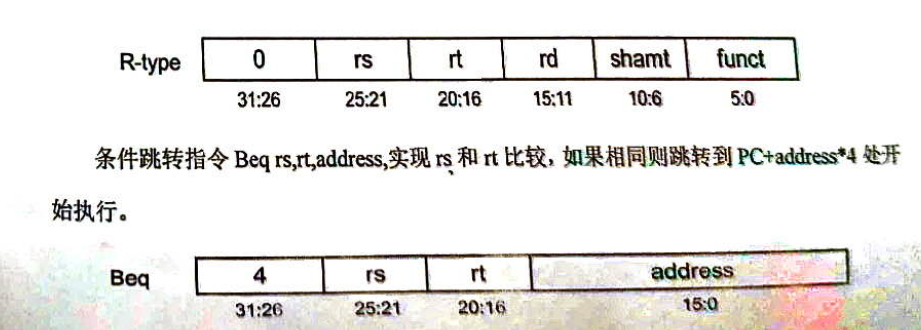 R-type 0 rs rt rd shamt funct
31:26 25:21 20:16 15:11 10:6 5:0
条件跳转指令 Beq rs,rt,address,实现 rs 和 rt 比较，如果相同则跳转到 PC+address*4 处开
始执行。
Beq 4 rs rt address
31:26 25:21 20:16 15:0